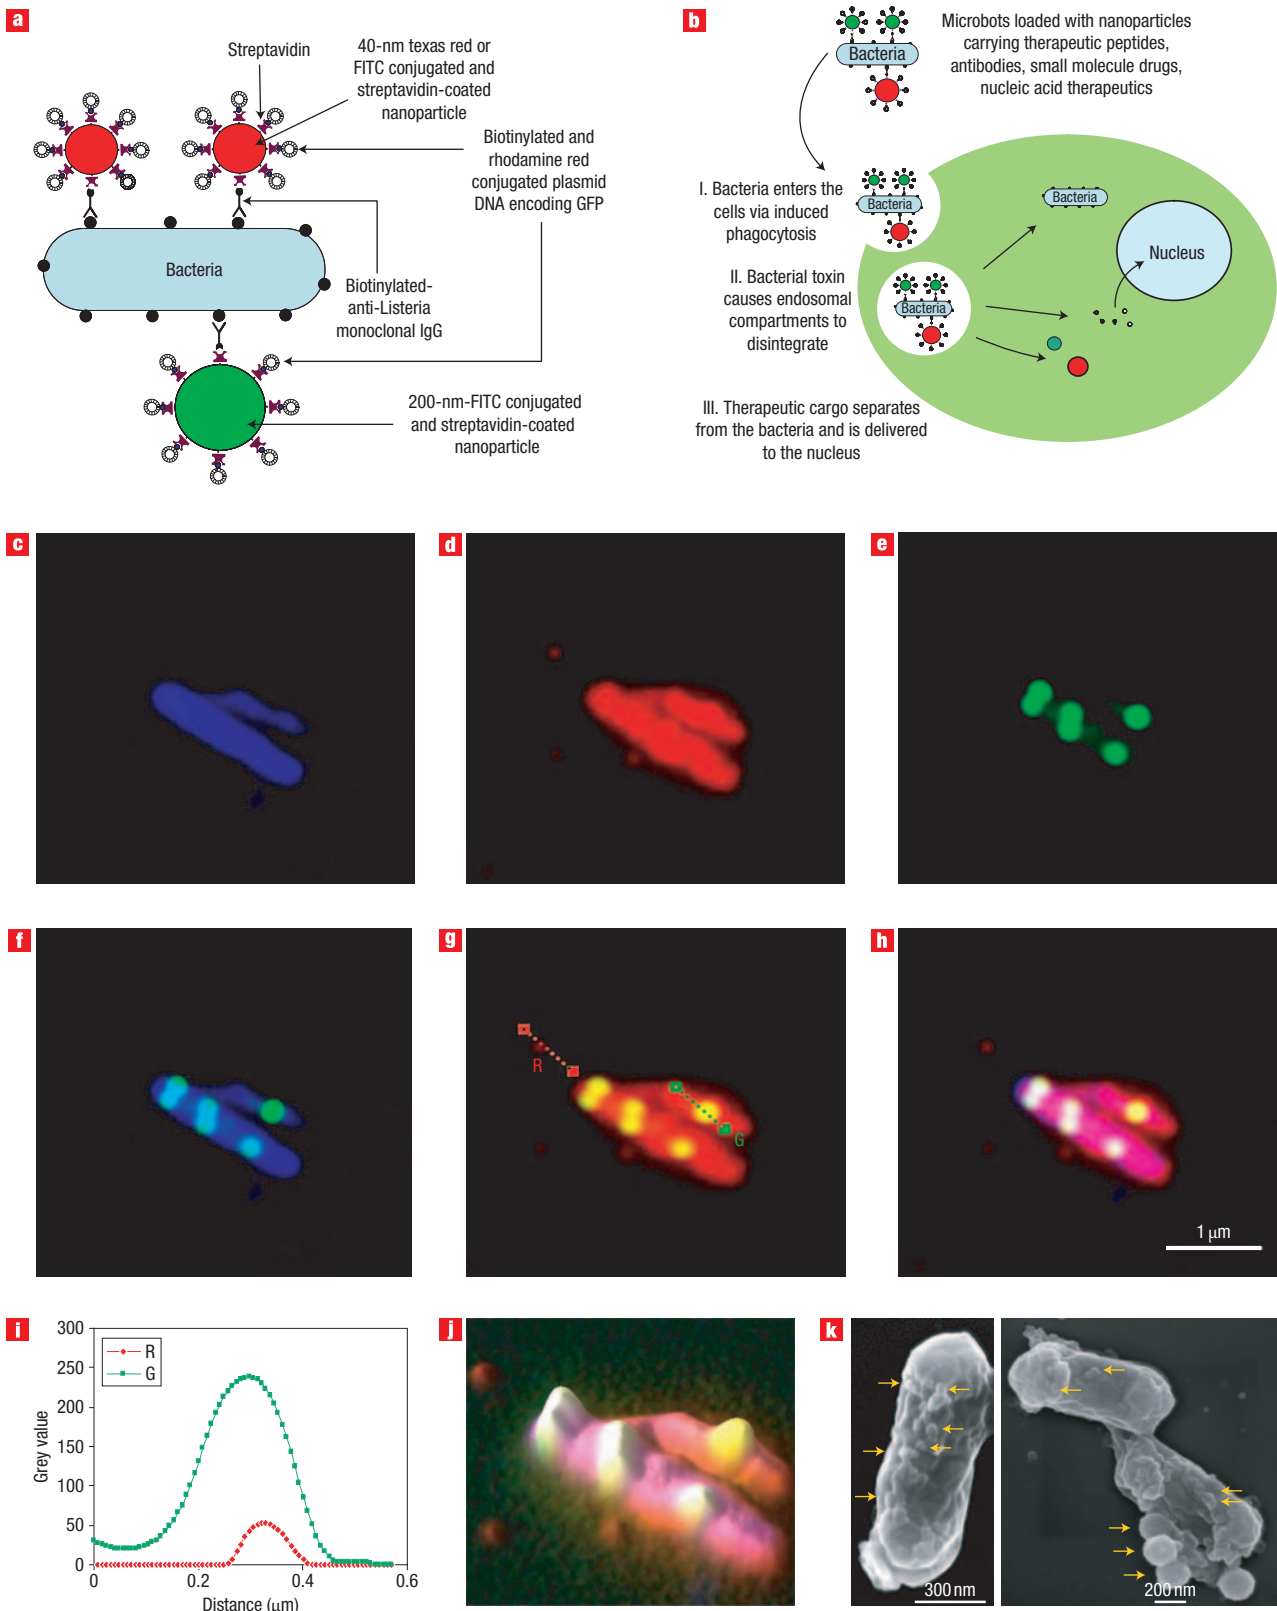 a
Streptavidin
40-nm texas red or
FITC conjugated and
streptavidin-coated
nanoparticle
Biotinylated and
rhodamine red
conjugated plasmid
DNA encoding GFP
Bacteria
Biotinylated-
anti-Listeria
monoclonal IgG
200-nm-FITC conjugated
and streptavidin-coated
nanoparticle
b
Bacteria
Microbots loaded with nanoparticles
carrying therapeutic peptides,
antibodies, small molecule drugs,
nucleic acid therapeutics
I. Bacteria enters the
cells via induced
phagocytosis
Bacteria
Bacteria
Nucleus
II. Bacterial toxin
causes endosomal
compartments to
disintegrate
Bacteria
III. Therapeutic cargo separates
from the bacteria and is delivered
to the nucleus
c
d
e
f
g
R
G
h
1 µm
i
300
250
200
150
100
50
0
Grey value
R
G
0
0.2
0.4
0.6
Distance (µm)
j
k
300 nm
200 nm